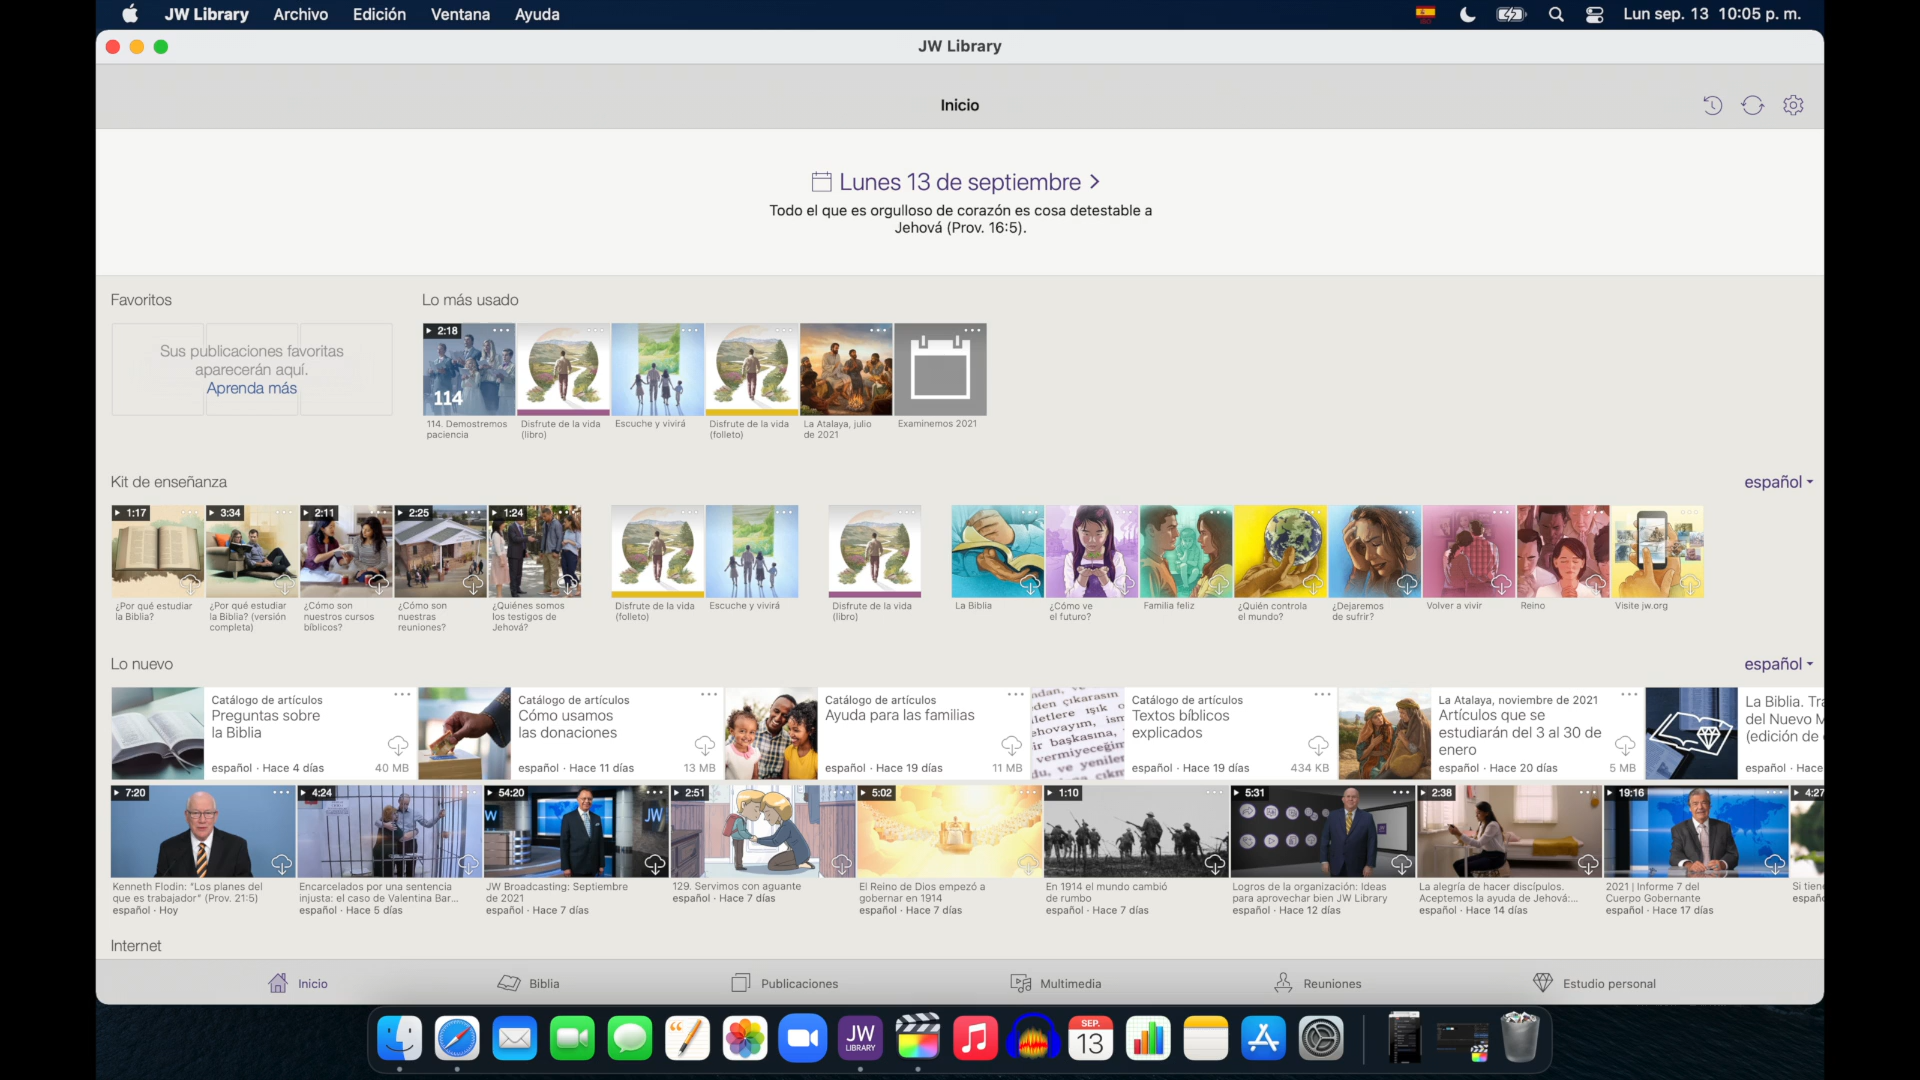 JW Library Archivo Edición Ventana Ayuda
Lun sep. 13 10:05 p. m.
JW Library
Inicio
Lunes 13 de septiembre
Todo el que es orgulloso de corazón es cosa detestable a
Jehová (Prov. 16:5).
Favoritos
Sus publicaciones favoritas
aparecerán aquí.
Aprenda más
Lo más usado
2:18
114
114. Demostremos
paciencia
Disfrute de la vida
(libro)
Escuche y vivirá
Disfrute de la vida
(folleto)
La Atalaya, julio
de 2021
Examinemos 2021
Kit de enseñanza
español
1:17
¿Por qué estudiar
la Biblia?
3:34
¿Por qué estudiar
la Biblia? (versión
completa)
2:11
¿Cómo son
nuestros cursos
bíblicos?
2:25
¿Cómo son
nuestras
reuniones?
1:24
¿Quiénes somos
los testigos de
Jehová?
Disfrute de la vida
(folleto)
Escuche y vivirá
Disfrute de la vida
(libro)
La Biblia
¿Cómo ve
el futuro?
Familia feliz
¿Quién controla
el mundo?
¿Dejaremos
de sufrir?
Volver a vivir
Reino
Visite jw.org
Lo nuevo
español
Catálogo de artículos
Preguntas sobre
la Biblia
español · Hace 4 días
40 MB
Catálogo de artículos
Cómo usamos
las donaciones
español · Hace 11 días
13 MB
Catálogo de artículos
Ayuda para las familias
español · Hace 19 días
11 MB
Catálogo de artículos
Textos bíblicos
explicados
español · Hace 19 días
434 KB
La Atalaya, noviembre de 2021
Artículos que se
estudiarán del 3 al 30 de
enero
español · Hace 20 días
5 MB
La Biblia. Tra
del Nuevo M
(edición de
español · Hace
7:20
Kenneth Flodin: "Los planes del
que es trabajador" (Prov. 21:5)
español · Hoy
4:24
Encarcelados por una sentencia
injusta: el caso de Valentina Bar...
español · Hace 5 días
54:20
JW
JW Broadcasting: Septiembre
de 2021
español · Hace 7 días
2:51
129. Servimos con aguante
español · Hace 7 días
5:02
El Reino de Dios empezó a
gobernar en 1914
español · Hace 7 días
1:10
En 1914 el mundo cambió
de rumbo
español · Hace 7 días
5:31
Logros de la organización: Ideas
para aprovechar bien JW Library
español · Hace 12 días
2:38
La alegría de hacer discípulos.
Aceptemos la ayuda de Jehová:...
español · Hace 14 días
19:16
2021 | Informe 7 del
Cuerpo Gobernante
español · Hace 17 días
4:27
Si tien
españ
Internet
Inicio
Biblia
Publicaciones
Multimedia
Reuniones
Estudio personal
JW
LIBRARY
SEP.
13